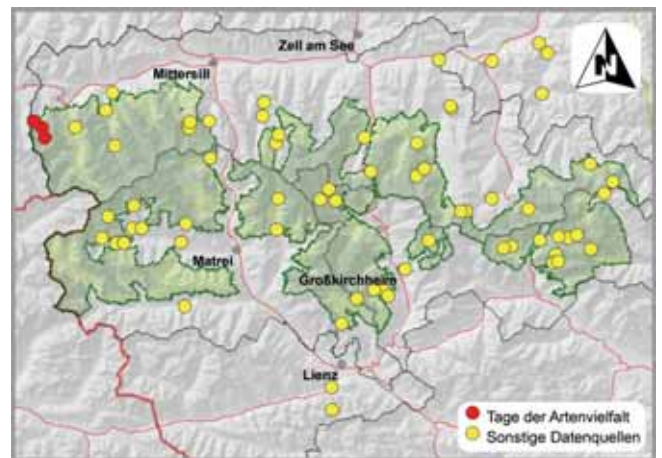 Zell am See
N
Mittersill
Matrei
Großkirchheim
Lienz
Tage der Artenvielfalt
Sonstige Datenquellen